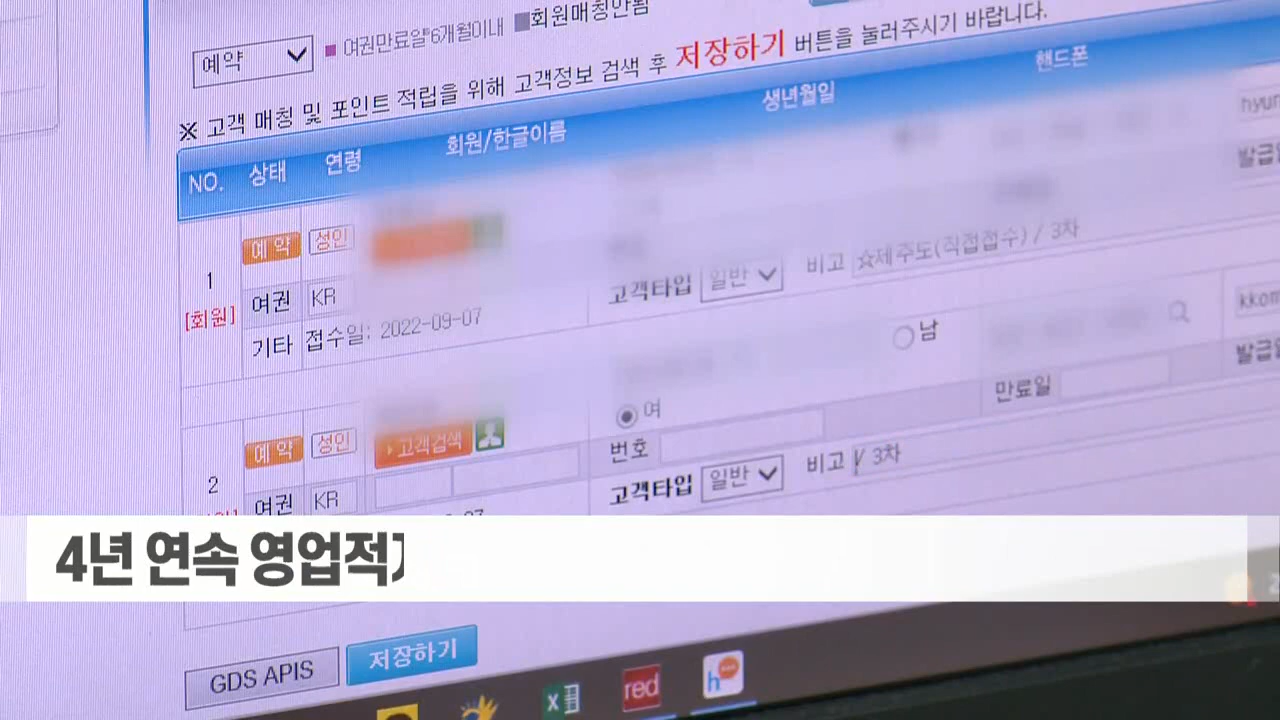 예약 여권만료일6개월이내 회원매칭안됨
※ 고객 매칭 및 포인트 적립을 위해 고객정보 검색 후 저장하기 버튼을 눌러주시기 바랍니다.
NO. 상태 연령 회원/한글이름 생년월일 핸드폰
1 예 약 성인
[회원] 여권 KR 고객타입 일반 비고 ☆제주도(직접접수) / 3차
기타 접수일: 2022-09-07
남
여 만료일
2 예 약 성인 고객검색 번호
여권 KR 고객타입 일반 비고 / 3차
4년 연속 영업적
GDS APIS 저장하기
red
h